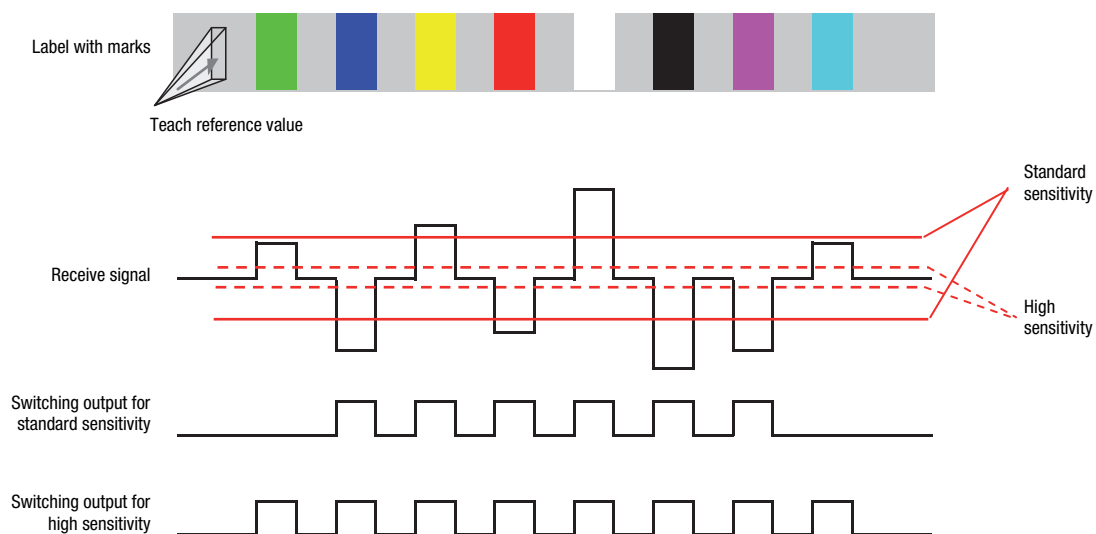 Label with marks
Teach reference value
Standard
sensitivity
Receive signal
High
sensitivity
Switching output for
standard sensitivity
Switching output for
high sensitivity